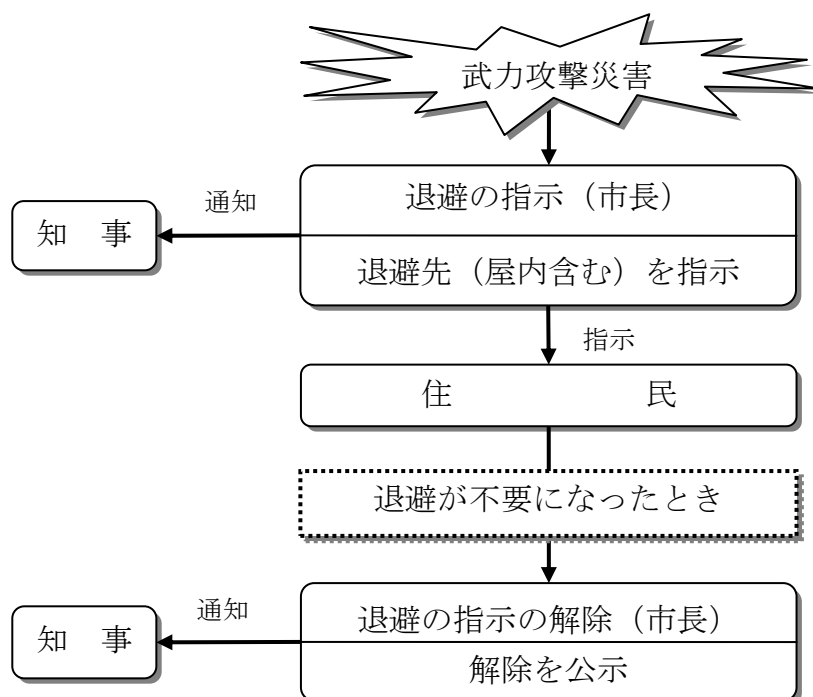 武力攻撃災害
退避の指示（市長）
通知
知　事
退避先（屋内含む）を指示
指示
住　民
退避が不要になったとき
退避の指示の解除（市長）
通知
知　事
解除を公示